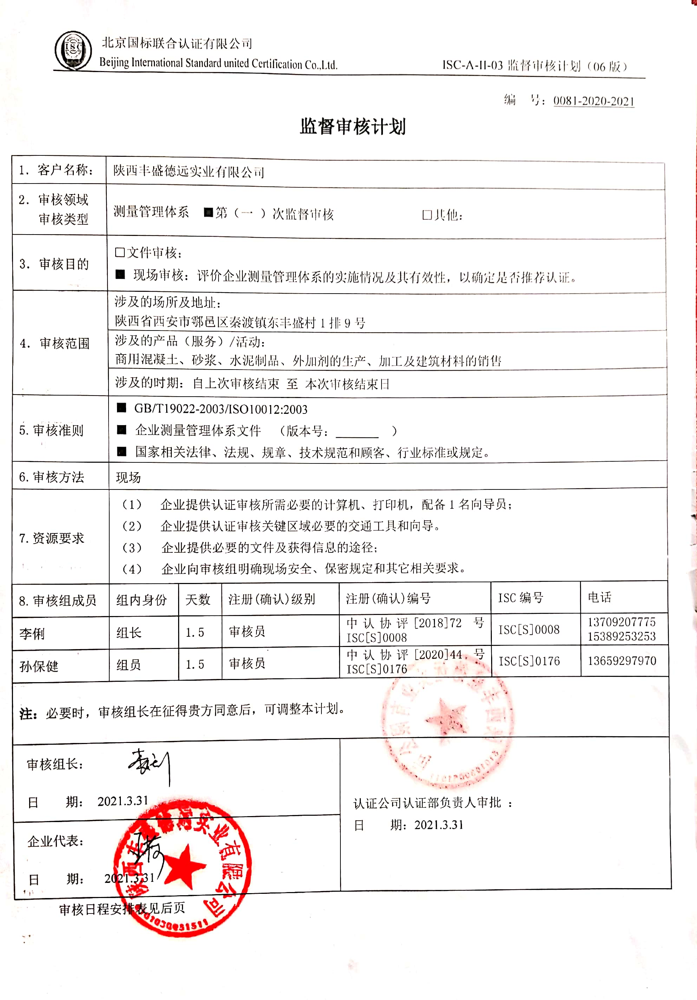 ISC
北京国标联合认证有限公司
Beijing International Standard united Certification Co.,Ltd.
ISC-A-II-03 监督审核计划（06 版）
编 号：0081-2020-2021
监督审核计划
1. 客户名称：
陕西丰盛德远实业有限公司
2. 审核领域
审核类型
测量管理体系 ■第（一 ）次监督审核 □其他：
3. 审核目的
□文件审核：
■ 现场审核：评价企业测量管理体系的实施情况及其有效性，以确定是否推荐认证。
4. 审核范围
涉及的场所及地址：
陕西省西安市鄠邑区秦渡镇东丰盛村 1 排 9 号
涉及的产品（服务）/活动：
商用混凝土、砂浆、水泥制品、外加剂的生产、加工及建筑材料的销售
涉及的时期：自上次审核结束 至 本次审核结束日
5. 审核准则
■ GB/T19022-2003/ISO10012:2003
■ 企业测量管理体系文件 （版本号：______ ）
■ 国家相关法律、法规、规章、技术规范和顾客、行业标准或规定。
6. 审核方法
现场
7. 资源要求
（1） 企业提供认证审核所需必要的计算机、打印机，配备 1 名向导员；
（2） 企业提供认证审核关键区域必要的交通工具和向导。
（3） 企业提供必要的文件及获得信息的途径；
（4） 企业向审核组明确现场安全、保密规定和其它相关要求。
8. 审核组成员 组内身份 天数 注册(确认)级别 注册(确认)编号 ISC 编号 电话
李俐 组长 1.5 审核员 中认协评[2018]72 号 ISC[S]0008 ISC[S]0008 13709207775
15389253253
孙保健 组员 1.5 审核员 中认协评[2020]44 号 ISC[S]0176 ISC[S]0176 13659297970
注：必要时，审核组长在征得贵方同意后，可调整本计划。
审核组长：
李俐
日 期： 2021.3.31
企业代表：
日 期： 2021.3.31
认证公司认证部负责人审批 ：
日 期：2021.3.31
陕西丰盛德远实业有限公司
审核日程安排表见后页